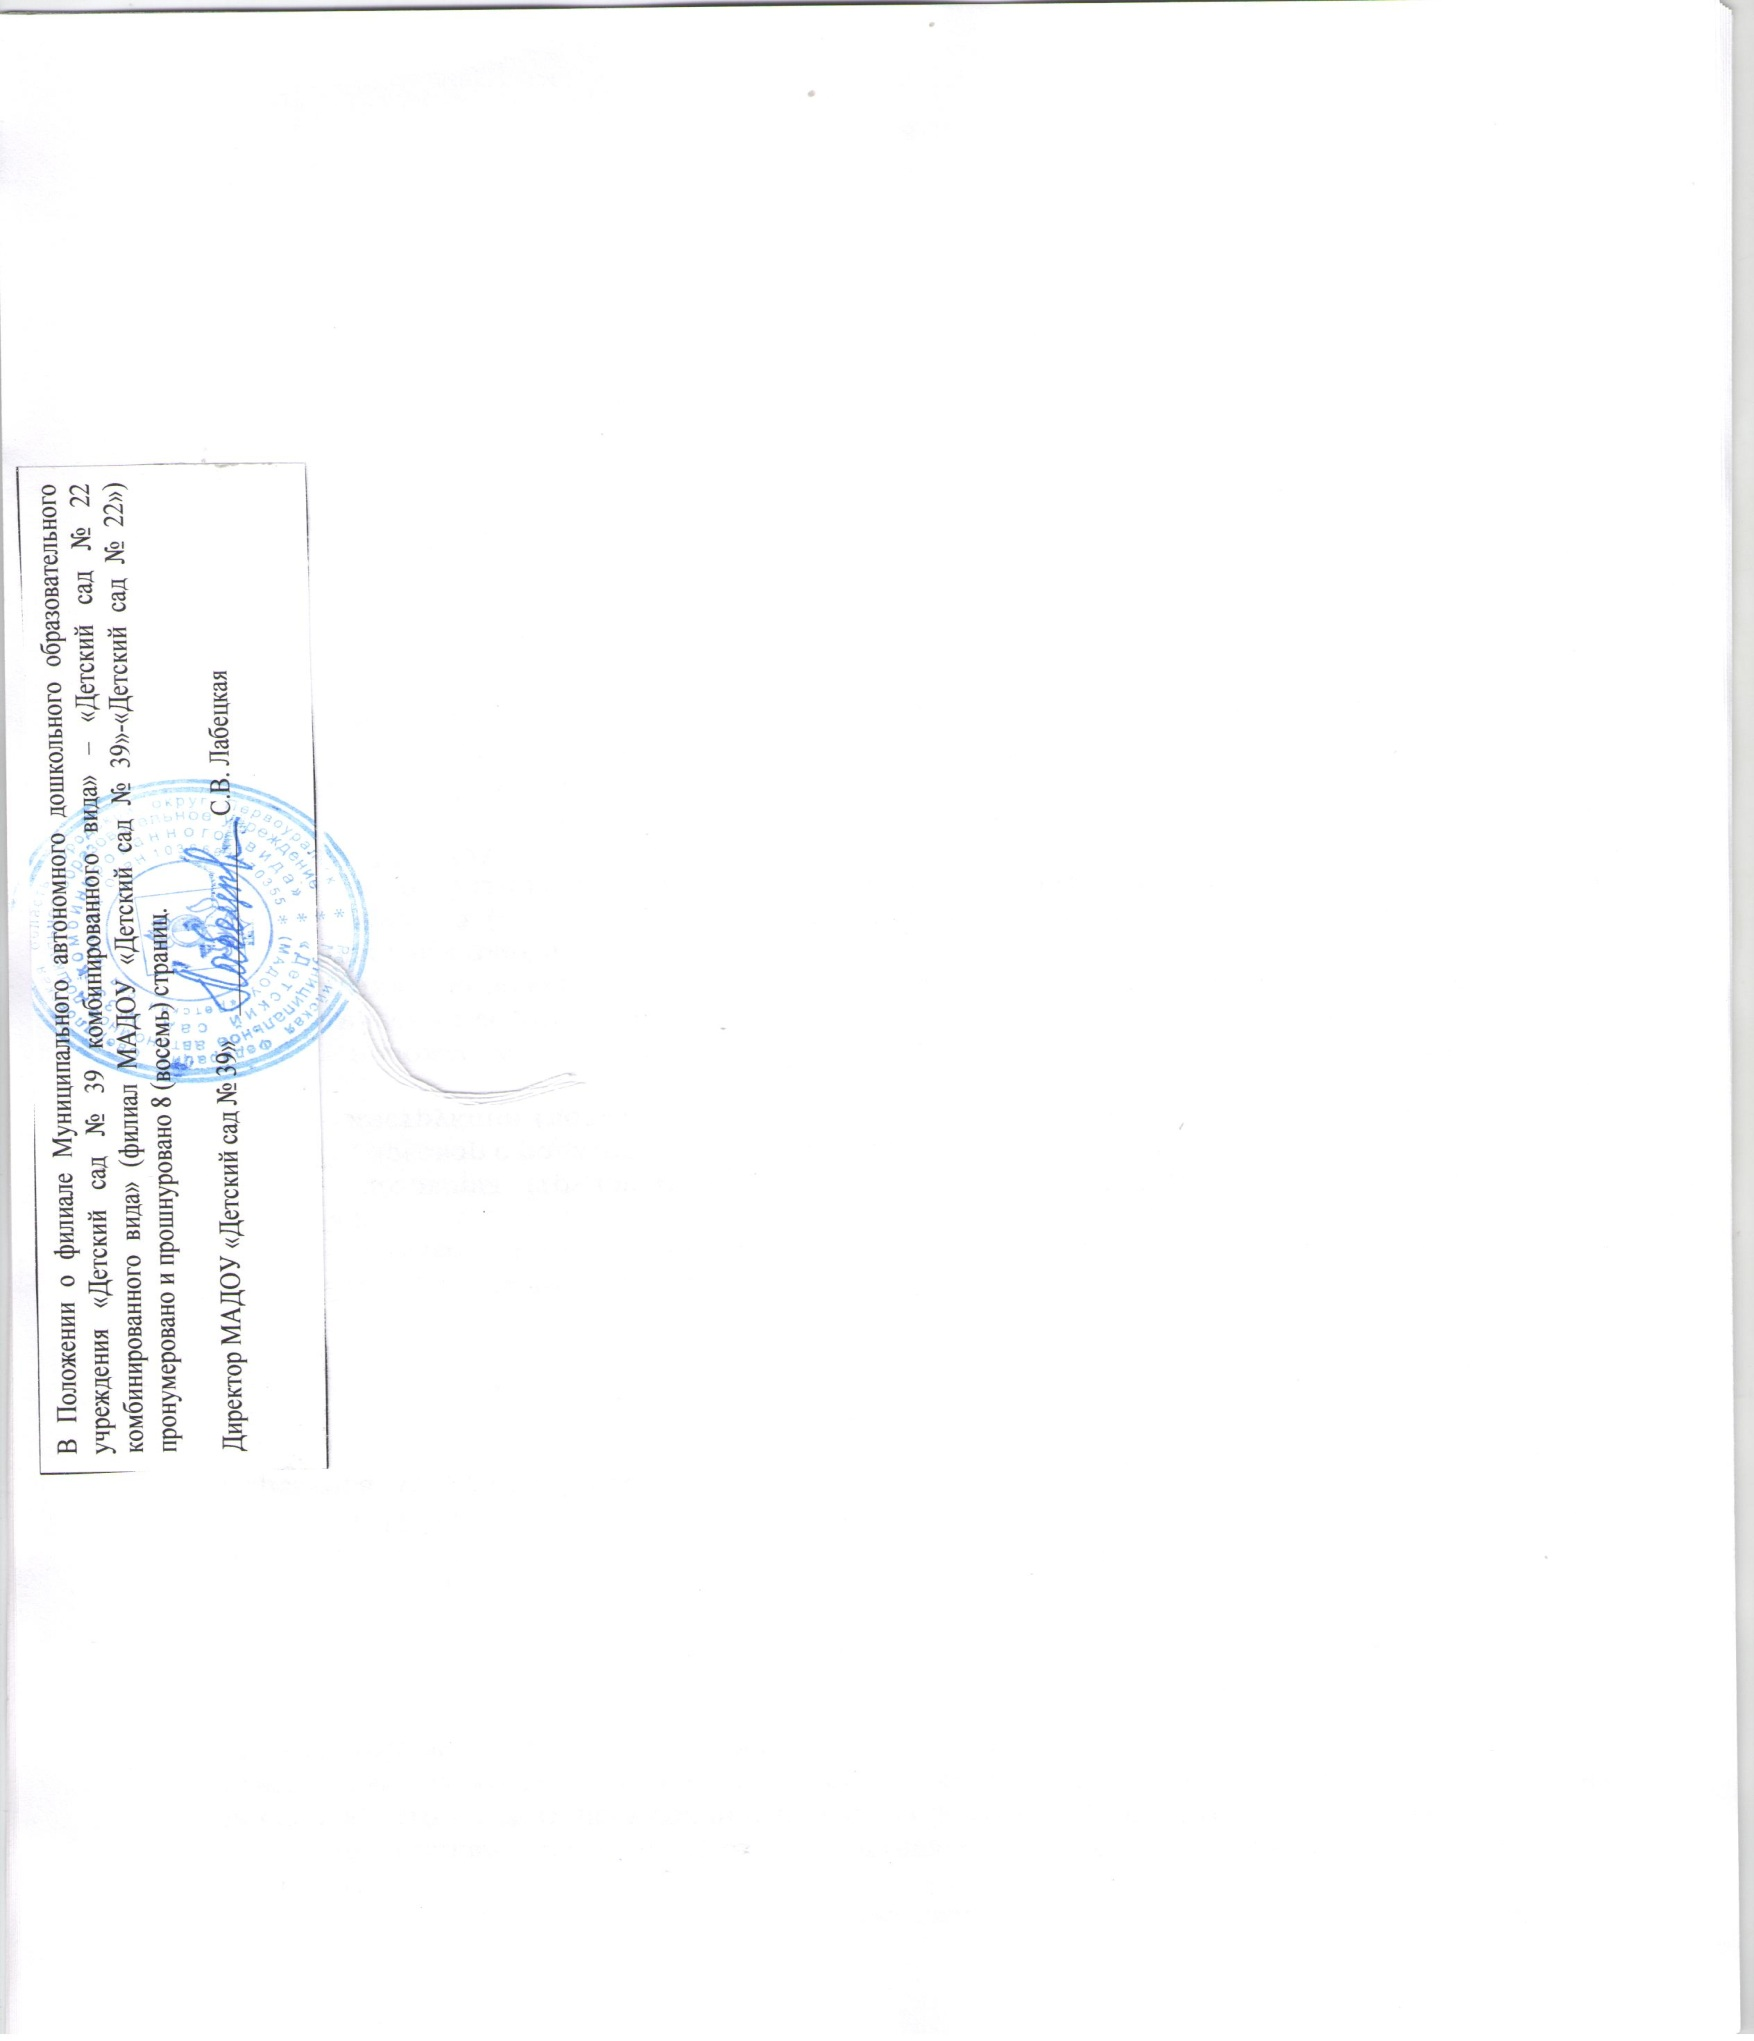 В Положении о филиале Муниципального автономного дошкольного образовательного
учреждения «Детский сад № 39 комбинированного вида» – «Детский сад № 22
комбинированного вида» (филиал МАДОУ «Детский сад № 39»-«Детский сад № 22»)
пронумеровано и прошнуровано 8 (восемь) страниц.
Директор МАДОУ «Детский сад № 39» С.В. Лабецкая